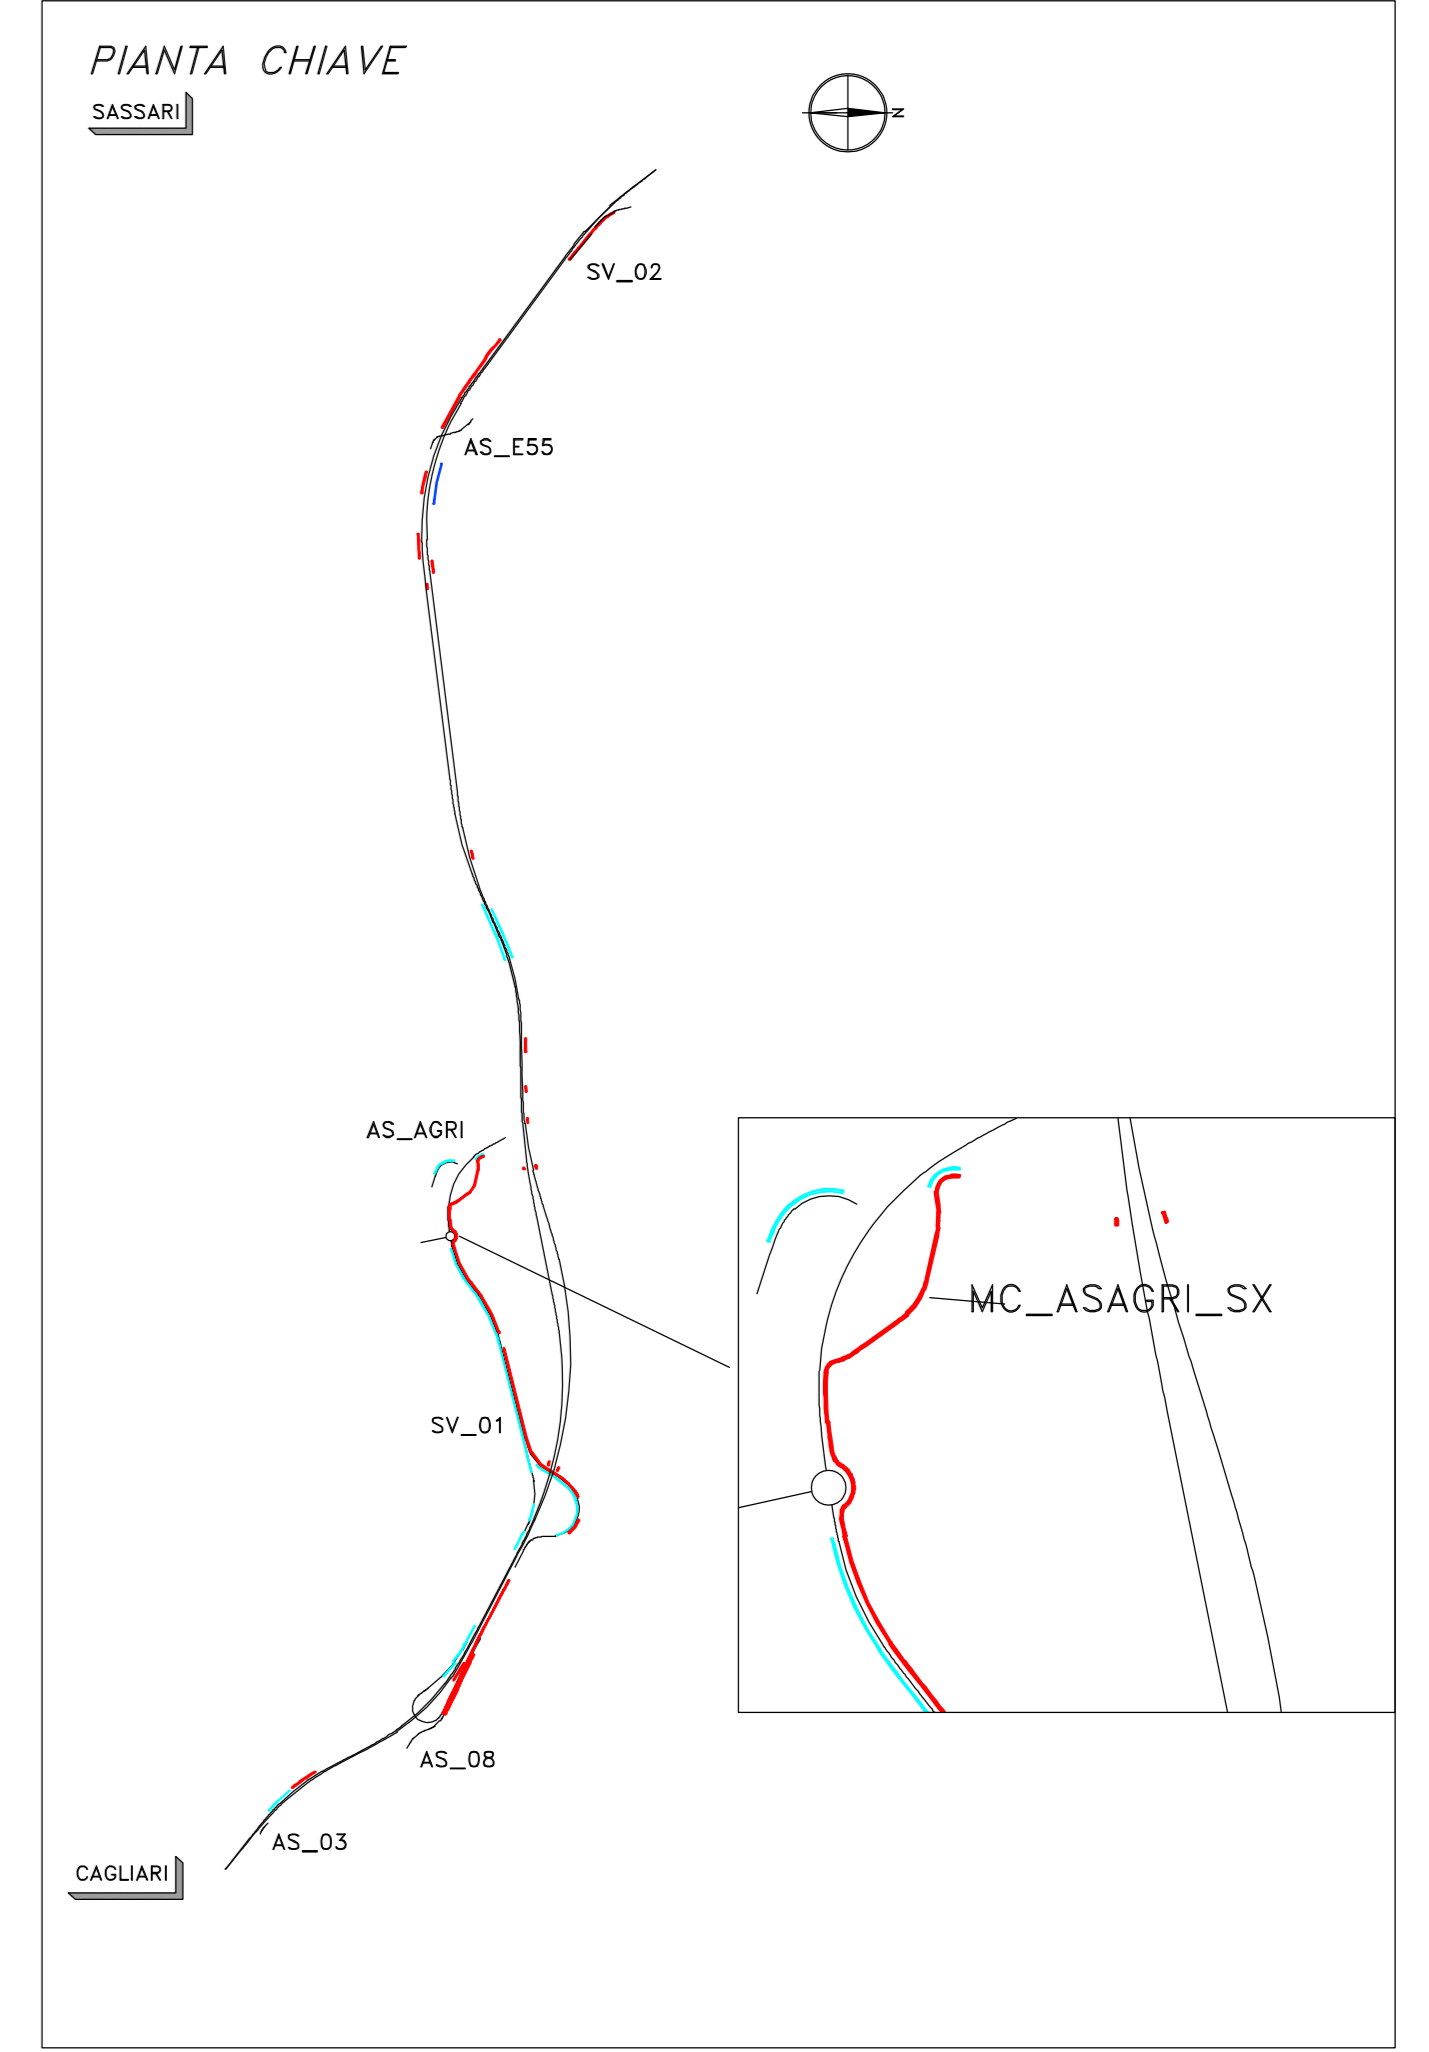 PIANTA CHIAVE
SASSARI
N
SV_02
AS_E55
AS_AGRI
MC_ASAGRI_SX
SV_01
AS_08
AS_03
CAGLIARI